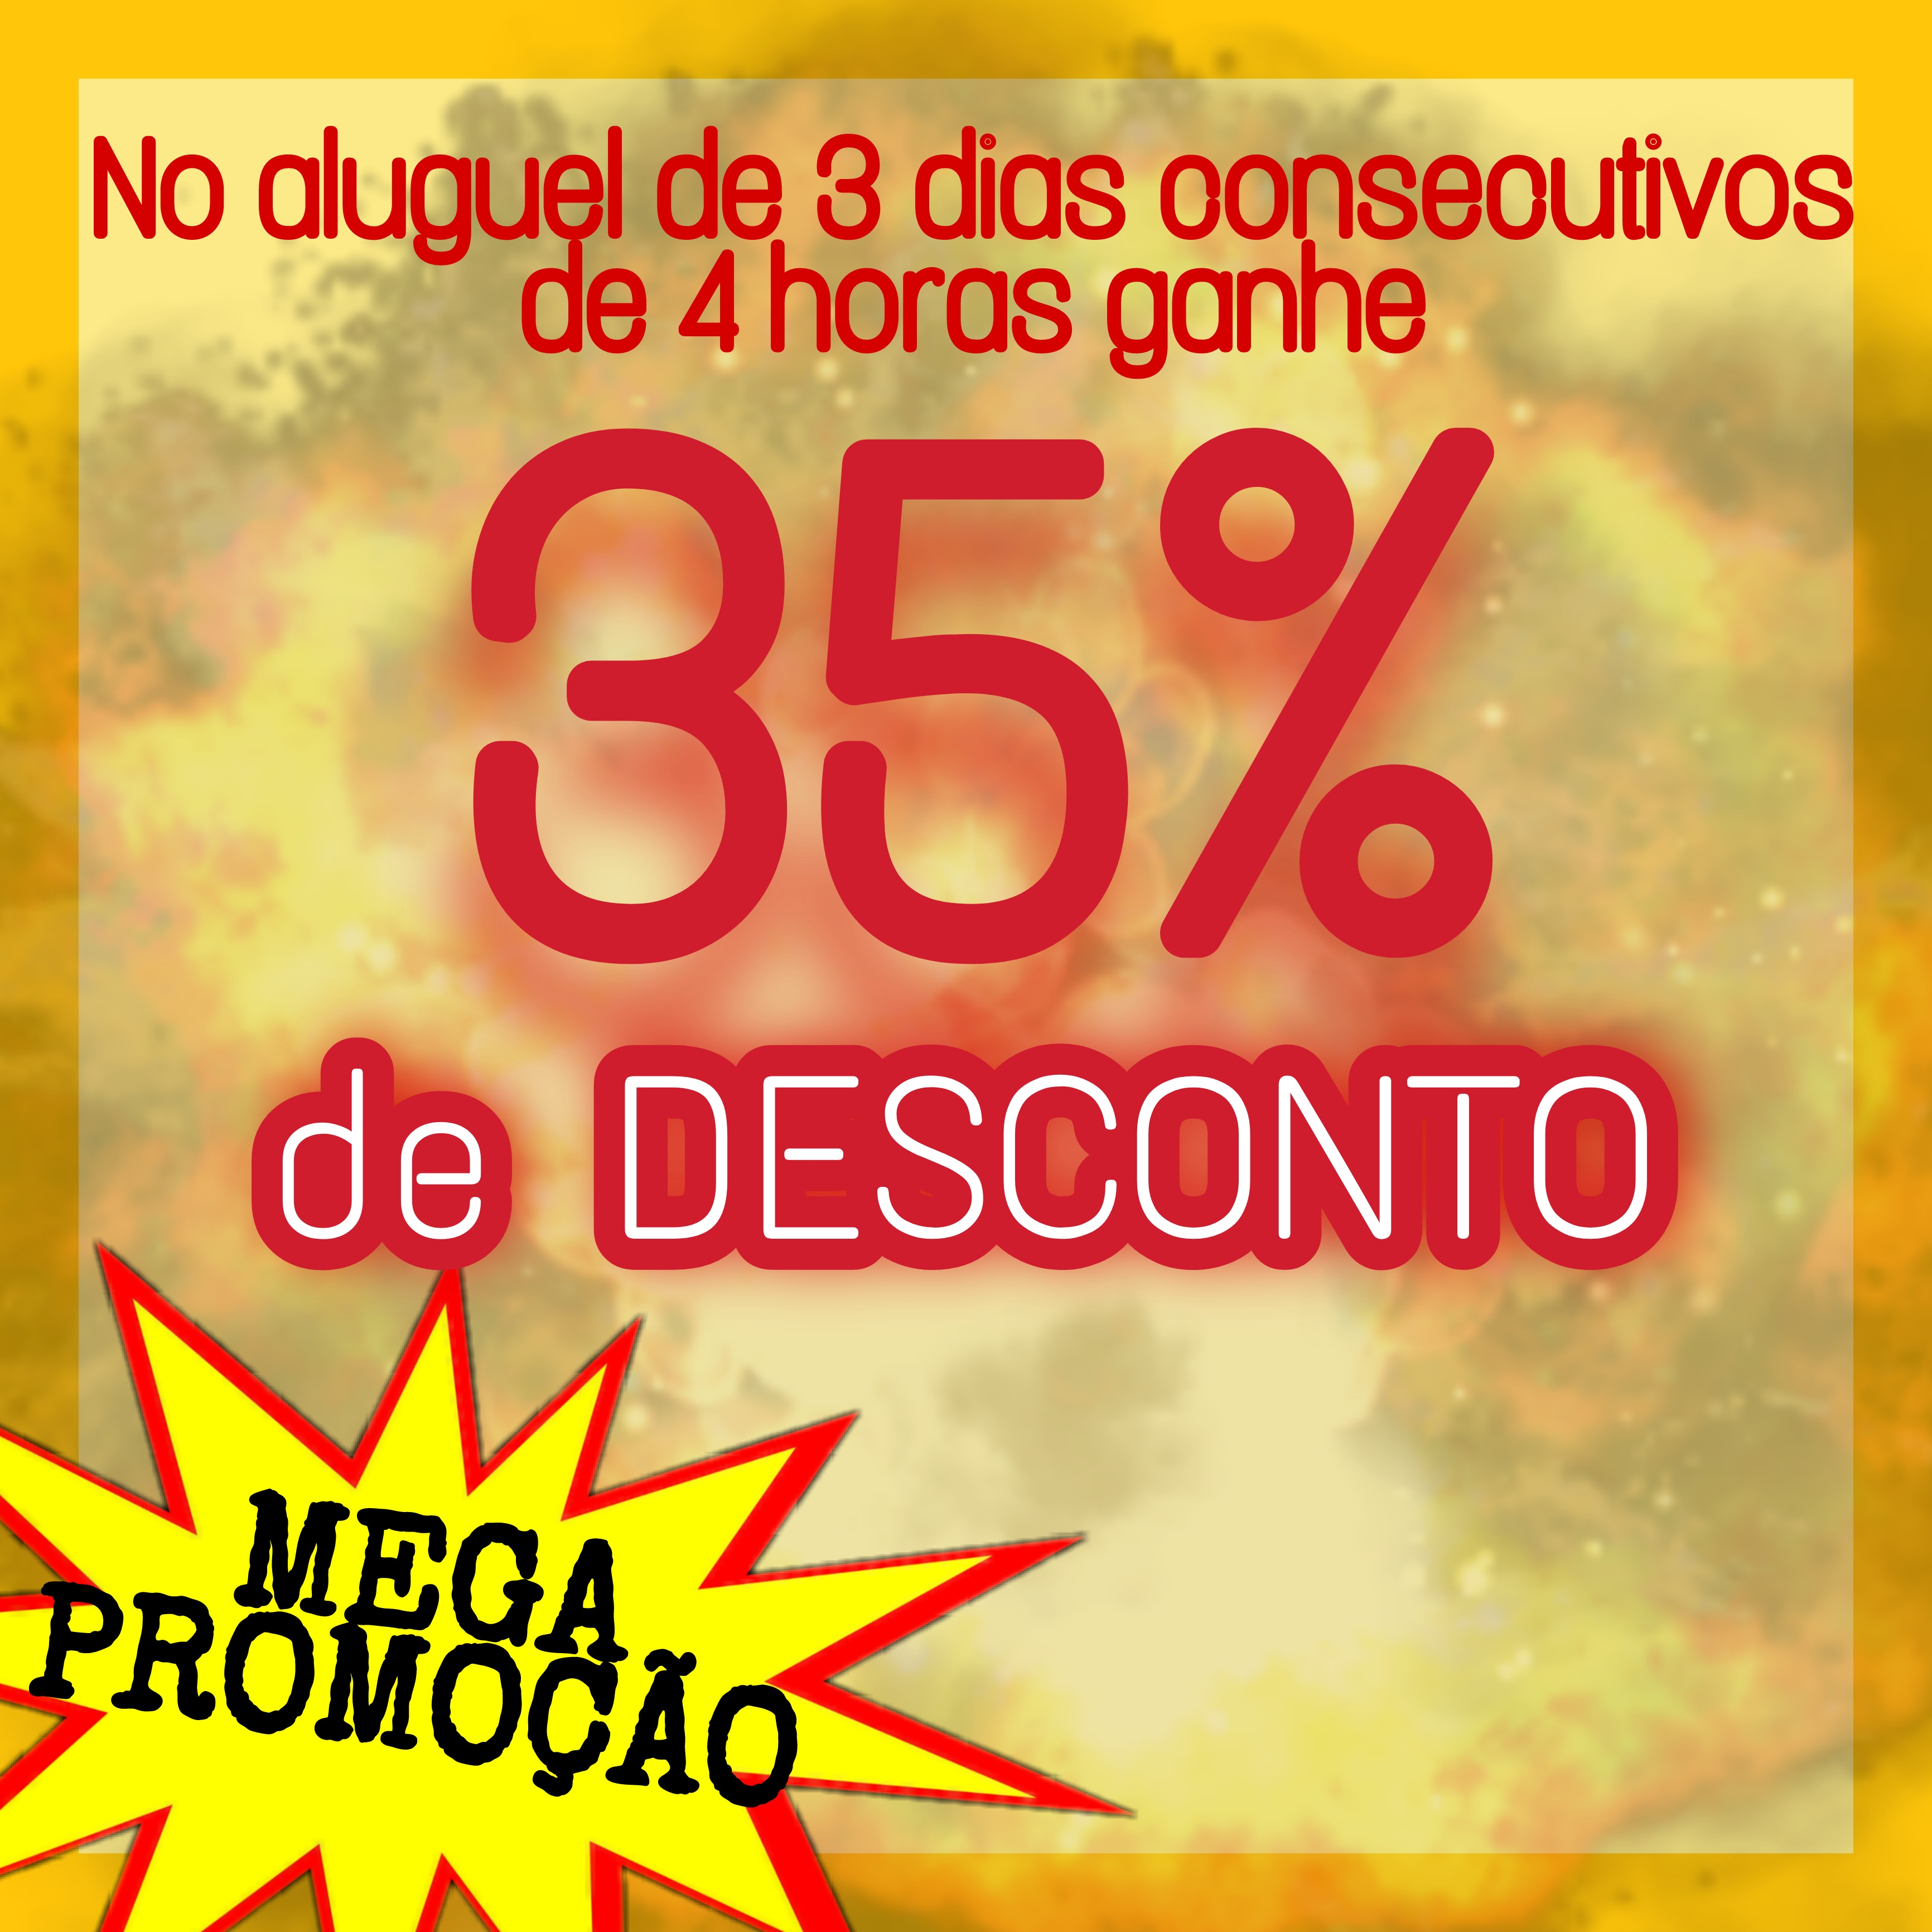 No aluguel de 3 dias consecutivos
de 4 horas ganhe
35%
de DESCONTO
MEGA
PROMOÇÃO